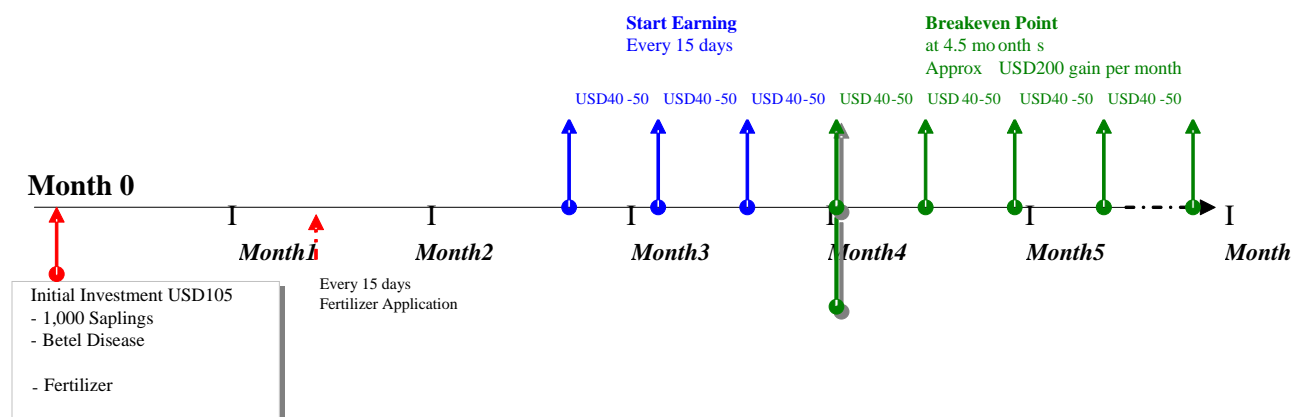 Start Earning
Every 15 days
Breakeven Point
at 4.5 mo onth s
Approx USD200 gain per month
USD40 -50 USD40 -50 USD40 -50 USD40-50 USD40-50 USD40 -50 USD40-50
Month 0
I I I I I I
Month1 Month2 Month3 Month4 Month5 Month
Initial Investment USD105
- 1,000 Saplings
- Betel Disease
- Fertilizer
Every 15 days
Fertilizer Application